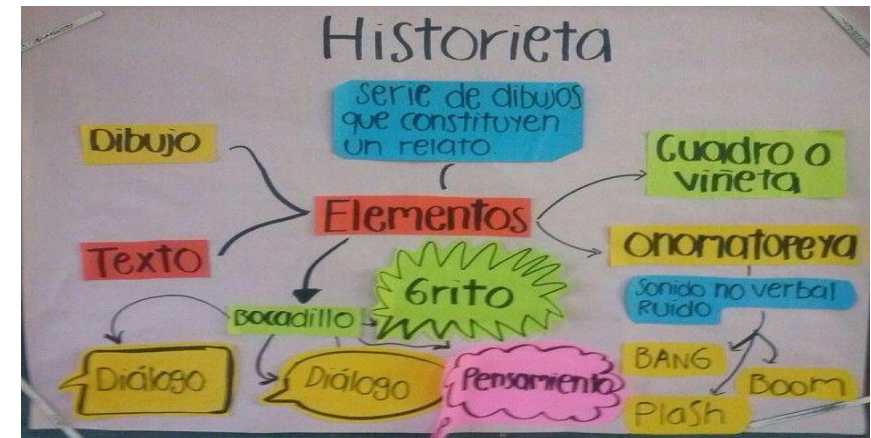 Historieta
Serie de dibujos
que constituyen
un relato.
Dibujo
Cuadro o
viñeta
Elementos
Texto
Onomatopeya
Grito
Sonido no verbal
Ruido
Bocadillo
Diálogo
Diálogo
Pensamiento
BANG
Boom
Plash